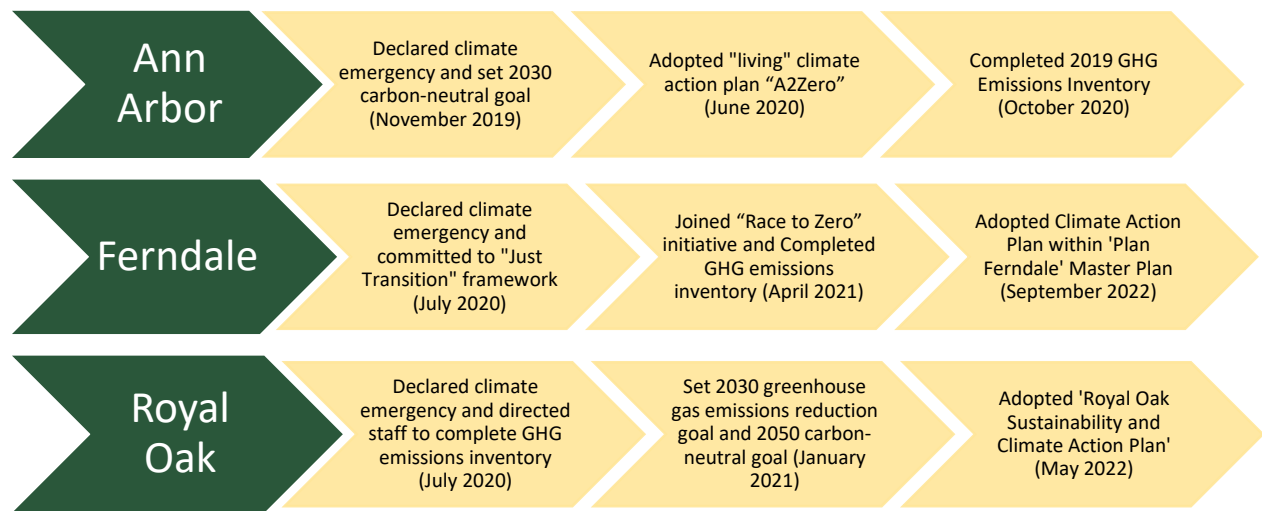 Ann
Arbor
Declared climate
emergency and set 2030
carbon-neutral goal
(November 2019)
Adopted "living" climate
action plan “A2Zero”
(June 2020)
Completed 2019 GHG
Emissions Inventory
(October 2020)
Ferndale
Declared climate
emergency and
committed to "Just
Transition" framework
(July 2020)
Joined “Race to Zero”
initiative and Completed
GHG emissions
inventory (April 2021)
Adopted Climate Action
Plan within 'Plan
Ferndale' Master Plan
(September 2022)
Royal
Oak
Declared climate
emergency and directed
staff to complete GHG
emissions inventory
(July 2020)
Set 2030 greenhouse
gas emissions reduction
goal and 2050 carbon-
neutral goal (January
2021)
Adopted 'Royal Oak
Sustainability and
Climate Action Plan'
(May 2022)